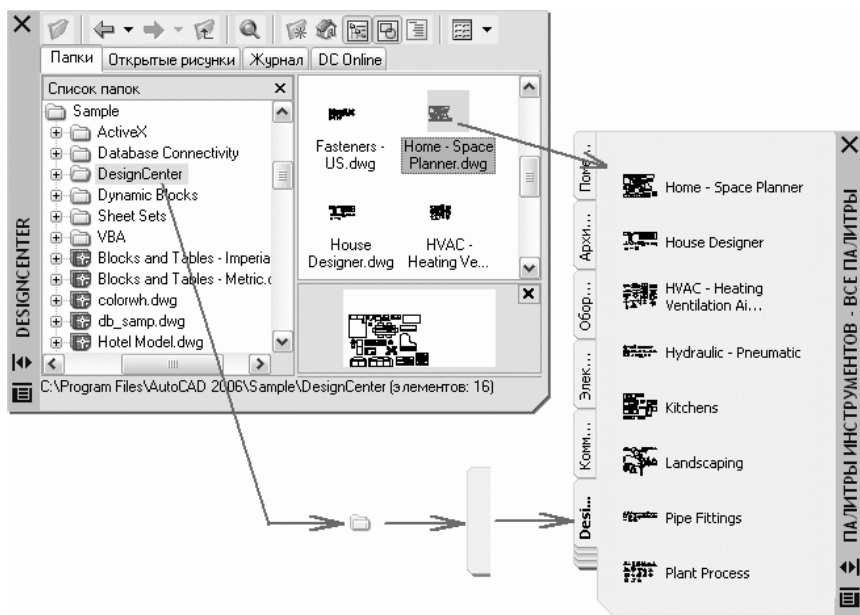 Папки
Открытые рисунки
Журнал
DC Online
Список папок
Sample
ActiveX
Database Connectivity
DesignCenter
Dynamic Blocks
Sheet Sets
VBA
Blocks and Tables - Imperia
Blocks and Tables - Metric.
colorwh.dwg
db_samp.dwg
Hotel Model.dwg
Fasteners -
US.dwg
Home - Space
Planner.dwg
House
Designer.dwg
HVAC -
Heating Ve...
C:\Program Files\AutoCAD 2006\Sample\DesignCenter (элементов: 16)
DESIGNCENTER
Поме...
Архи...
Обор...
Элек...
Комм...
Desi...
Home - Space Planner
House Designer
HVAC - Heating
Ventilation Ai...
Hydraulic - Pneumatic
Kitchens
Landscaping
Pipe Fittings
Plant Process
ПАЛИТРЫ ИНСТРУМЕНТОВ - ВСЕ ПАЛИТРЫ